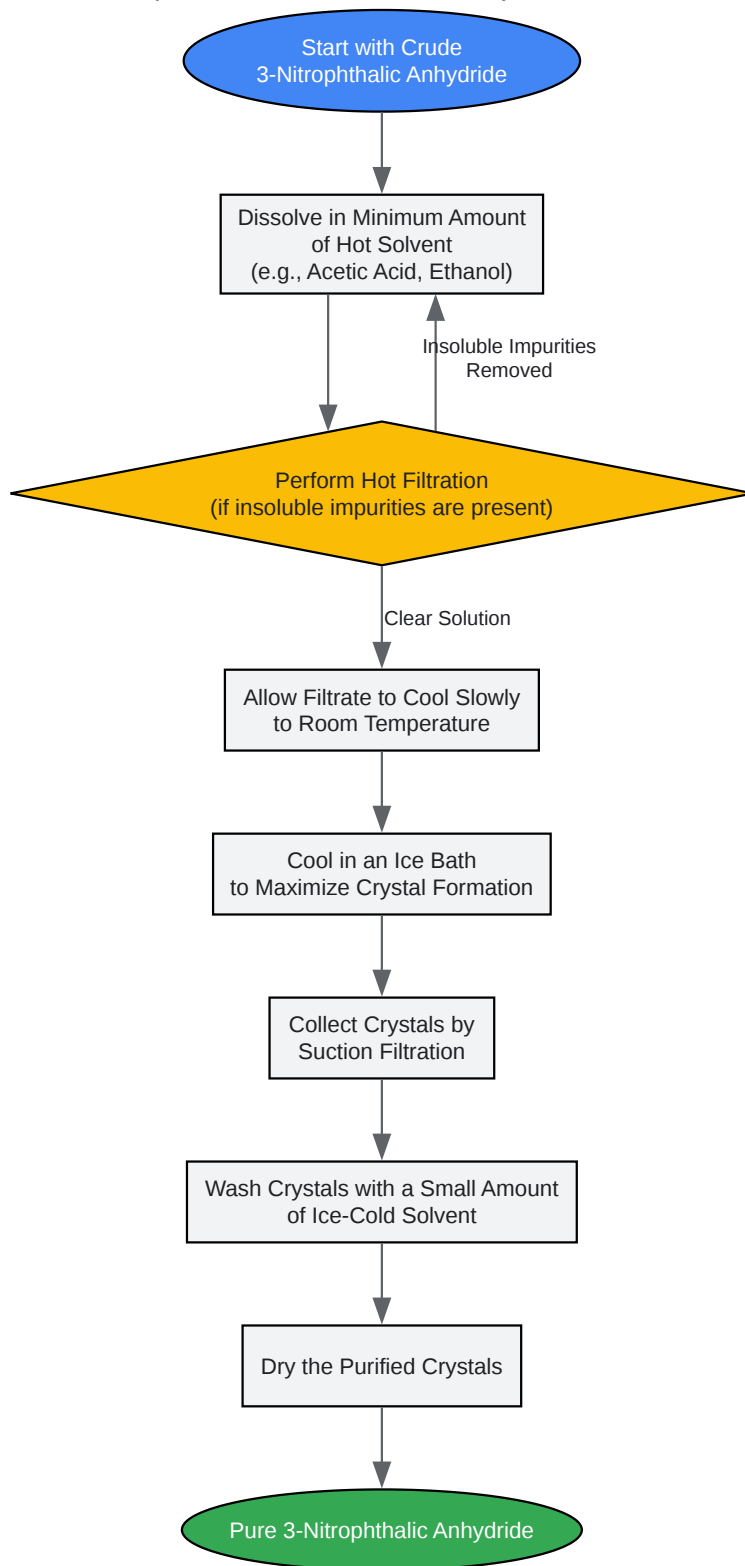 Start with Crude
3-Nitrophthalic Anhydride
Dissolve in Minimum Amount
of Hot Solvent
(e.g., Acetic Acid, Ethanol)
Insoluble Impurities
Removed
Perform Hot Filtration
(if insoluble impurities are present)
Clear Solution
Allow Filtrate to Cool Slowly
to Room Temperature
Cool in an Ice Bath
to Maximize Crystal Formation
Collect Crystals by
Suction Filtration
Wash Crystals with a Small Amount
of Ice-Cold Solvent
Dry the Purified Crystals
Pure 3-Nitrophthalic Anhydride